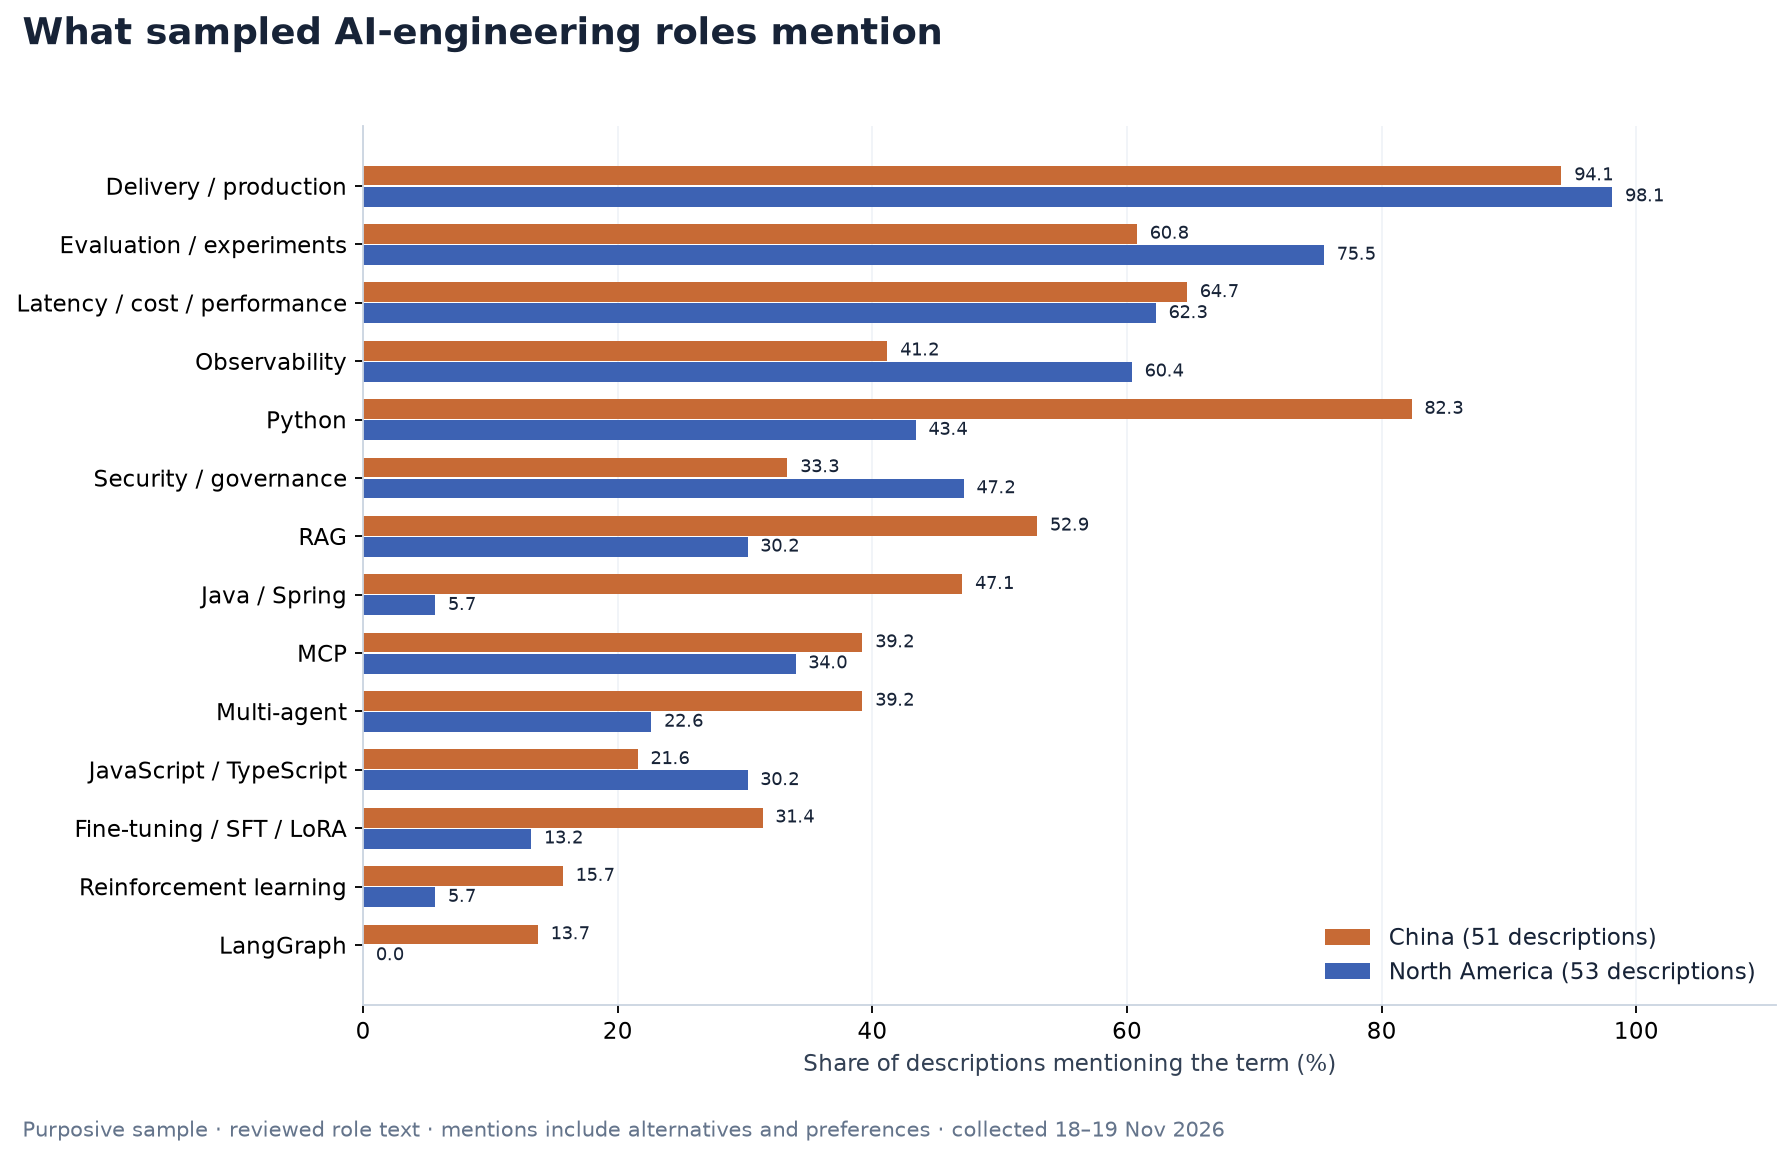 What sampled AI-engineering roles mention
Delivery / production
94.1
98.1
Evaluation / experiments
60.8
75.5
Latency / cost / performance
64.7
62.3
Observability
41.2
60.4
Python
82.3
43.4
Security / governance
33.3
47.2
RAG
52.9
30.2
Java / Spring
47.1
5.7
MCP
39.2
34.0
Multi-agent
39.2
22.6
JavaScript / TypeScript
21.6
30.2
Fine-tuning / SFT / LoRA
31.4
13.2
Reinforcement learning
15.7
5.7
LangGraph
13.7
0.0
China (51 descriptions)
North America (53 descriptions)
0 20 40 60 80 100
Share of descriptions mentioning the term (%)
Purposive sample · reviewed role text · mentions include alternatives and preferences · collected 18–19 Nov 2026